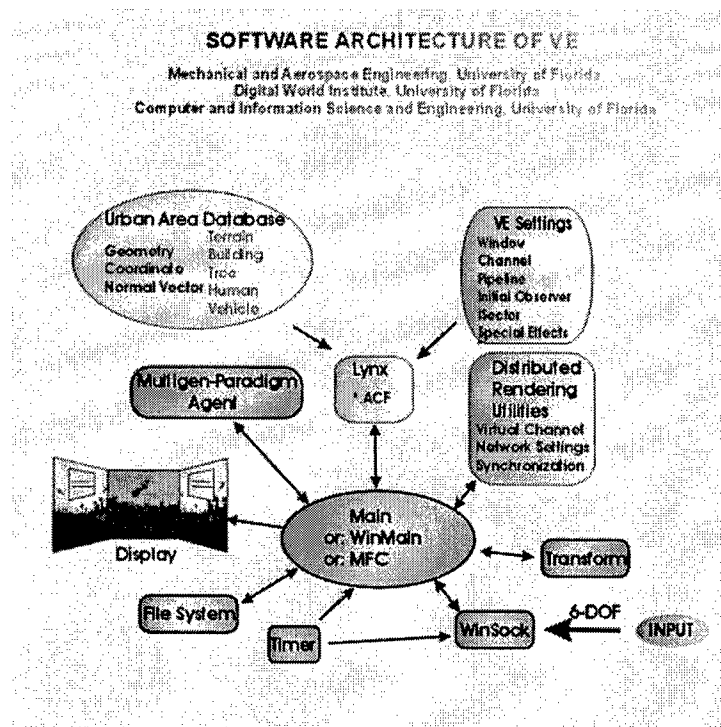 SOFTWARE ARCHITECTURE OF VE
Mechanical and Aerospace Engineering, University of Florida
Digital World Institute, University of Florida
Computer and Information Science and Engineering, University of Florida
Urban Area Database
Geometry
Coordinate
Normal Vector
Terrain
Building
Tree
Human
Vehicle
VE Settings
Window
Channel
Pipeline
Initial Observer
ISector
Special Effects
Lynx
*.ACF
Multigen-Paradigm
Agent
Distributed
Rendering
Utilities
Virtual Channel
Network Settings
Synchronization
Main
or: WinMain
or: MFC
Display
Transform
File System
Timer
WinSock
6-DOF
INPUT